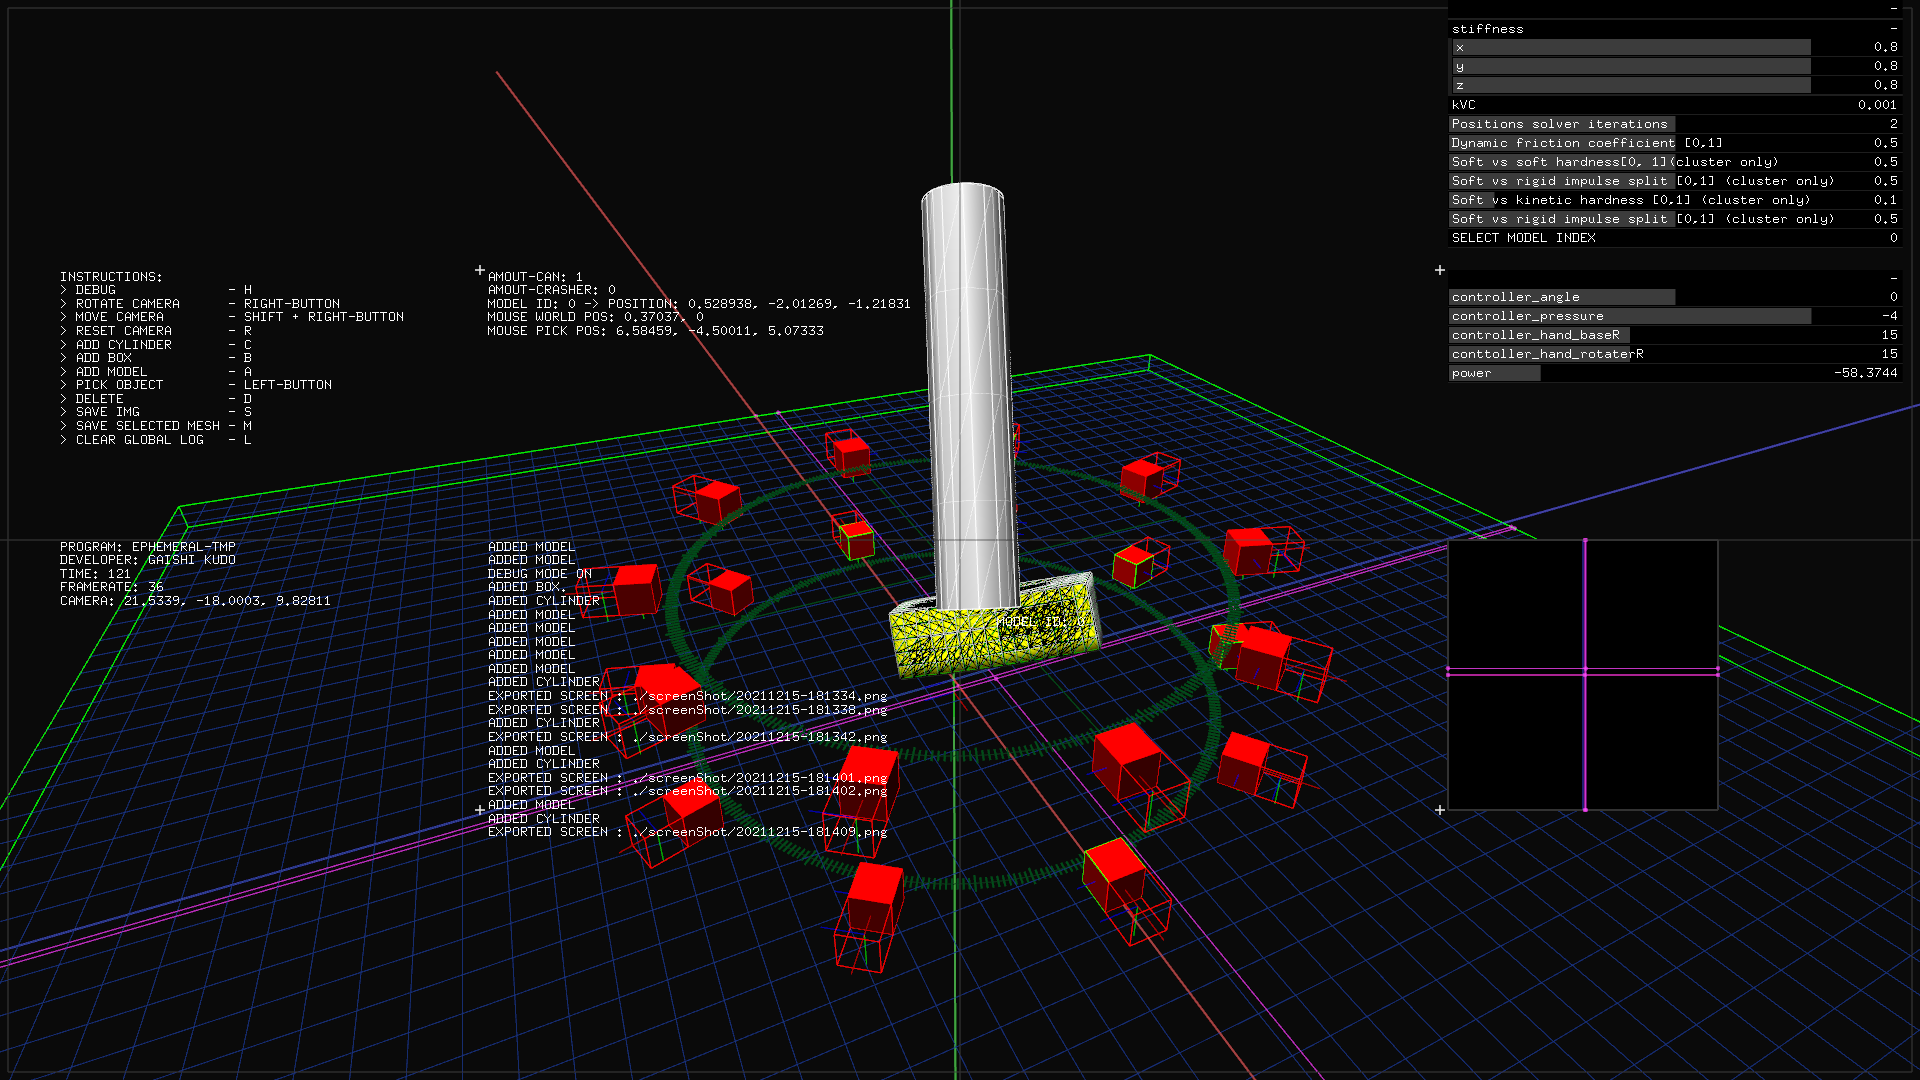 -
stiffness -
x 0.8
y 0.8
z 0.8
kVC 0.001
Positions solver iterations 2
Dynamic friction coefficient [0,1] 0.5
Soft vs soft hardness[0, 1](cluster only) 0.5
Soft vs rigid impulse split [0,1] (cluster only) 0.5
Soft vs kinetic hardness [0,1] (cluster only) 0.1
Soft vs rigid impulse split [0,1] (cluster only) 0.5
SELECT MODEL INDEX 0
-
controller_angle 0
controller_pressure -4
controller_hand_baseR 15
conttoller_hand_rotaterR 15
power -58.3744
INSTRUCTIONS:
> DEBUG - H
> ROTATE CAMERA - RIGHT-BUTTON
> MOVE CAMERA - SHIFT + RIGHT-BUTTON
> RESET CAMERA - R
> ADD CYLINDER - C
> ADD BOX - B
> ADD MODEL - A
> PICK OBJECT - LEFT-BUTTON
> DELETE - D
> SAVE IMG - S
> SAVE SELECTED MESH - M
> CLEAR GLOBAL LOG - L
AMOUT-CAN: 1
AMOUT-CRASHER: 0
MODEL ID: 0 -> POSITION: 0.528938, -2.01269, -1.21831
MOUSE WORLD POS: 0.37037, 0
MOUSE PICK POS: 6.58459, -4.50011, 5.07333
PROGRAM: EPHEMERAL-TMP
DEVELOPER: GAISHI KUDO
TIME: 121
FRAMERATE: 36
CAMERA: 21.5339, -18.0003, 9.82811
ADDED MODEL
ADDED MODEL
DEBUG MODE ON
ADDED BOX.
ADDED CYLINDER
ADDED MODEL
ADDED MODEL
ADDED MODEL
ADDED MODEL
ADDED MODEL
ADDED CYLINDER
EXPORTED SCREEN : ./screenShot/20211215-181334.png
EXPORTED SCREEN : ./screenShot/20211215-181338.png
ADDED CYLINDER
EXPORTED SCREEN : ./screenShot/20211215-181342.png
ADDED MODEL
ADDED CYLINDER
EXPORTED SCREEN : ./screenShot/20211215-181401.png
EXPORTED SCREEN : ./screenShot/20211215-181402.png
ADDED MODEL
ADDED CYLINDER
EXPORTED SCREEN : ./screenShot/20211215-181409.png
MODEL ID: 0